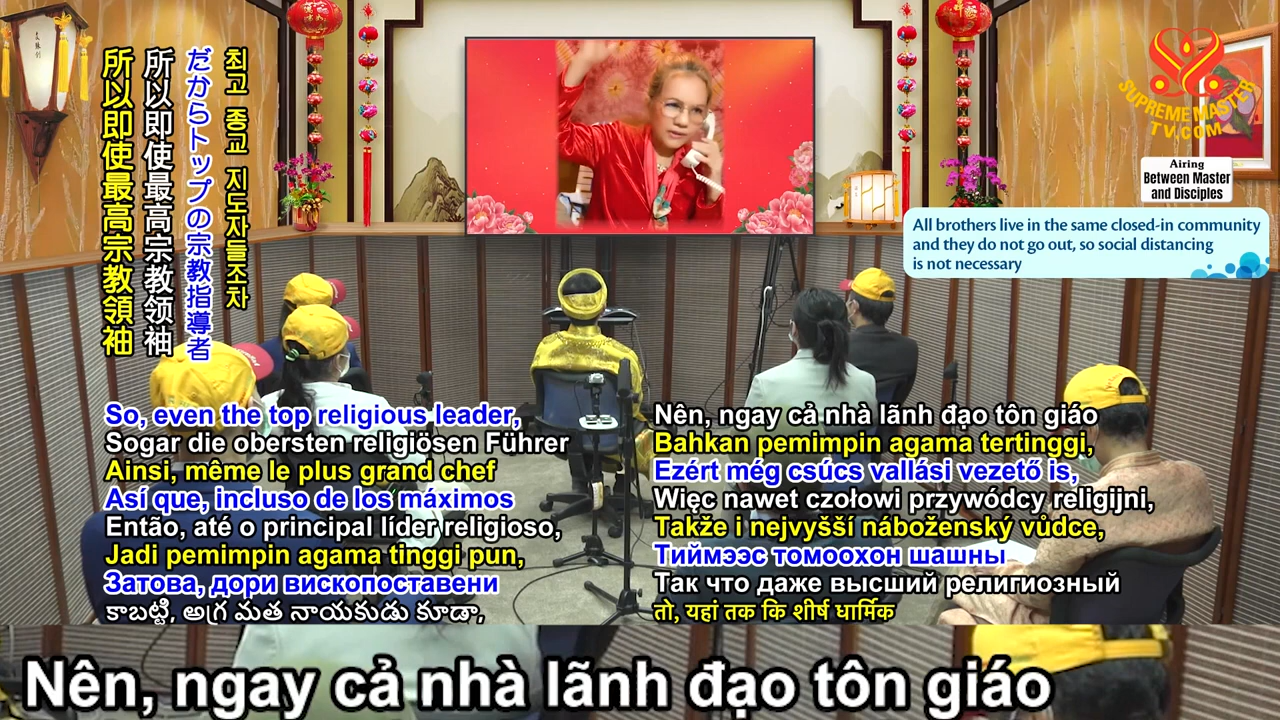 최고 종교 지도자들조차
だからトップの宗教指導者
所以即使最高宗教领袖
所以即使最高宗教領袖
SUPREME MASTER
TV.COM
Airing
Between Master
and Disciples
All brothers live in the same closed-in community
and they do not go out, so social distancing
is not necessary
So, even the top religious leader,
Sogar die obersten religiösen Führer
Ainsi, même le plus grand chef
Así que, incluso de los máximos
Então, até o principal líder religioso,
Jadi pemimpin agama tinggi pun,
Затова, дори вископоставени
కాబట్టి, అగ్ర మత నాయకుడు కూడా,
Nên, ngay cả nhà lãnh đạo tôn giáo
Bahkan pemimpin agama tertinggi,
Ezért még csúcs vallási vezető is,
Więc nawet czołowi przywódcy religijni,
Takže i nejvyšší náboženský vůdce,
Тиймээс томоохон шашны
Так что даже высший религиозный
तो, यहां तक कि शीर्ष धार्मिक
Nên, ngay cả nhà lãnh đạo tôn giáo